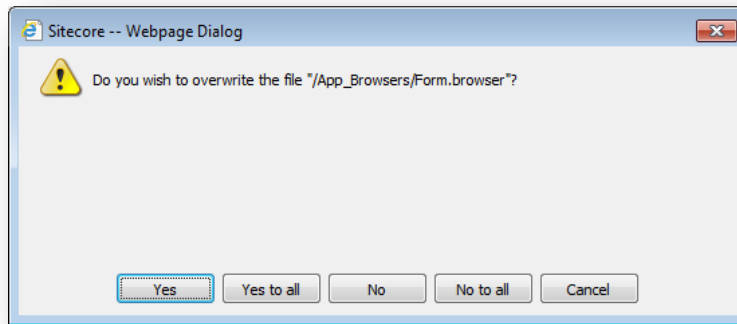 Sitecore -- Webpage Dialog
Do you wish to overwrite the file "/App_Browsers/Form.browser"?
Yes Yes to all No No to all Cancel